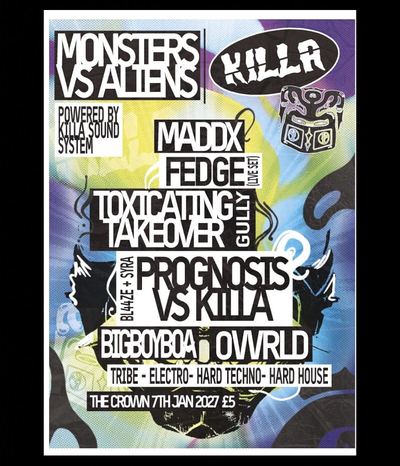 MONSTERS
VS ALIENS
KILLA
POWERED BY
KILLA SOUND
SYSTEM
MADDX
FEDGE
(LIVE SET)
TOXICATING
TAKEOVER
GULLY
BL44ZE + SYRA
PROGNOSIS
VS KILLA
BIGBOYBOA
OVVRLD
TRIBE - ELECTRO- HARD TECHNO- HARD HOUSE
THE CROWN 7TH JAN 2027 £5